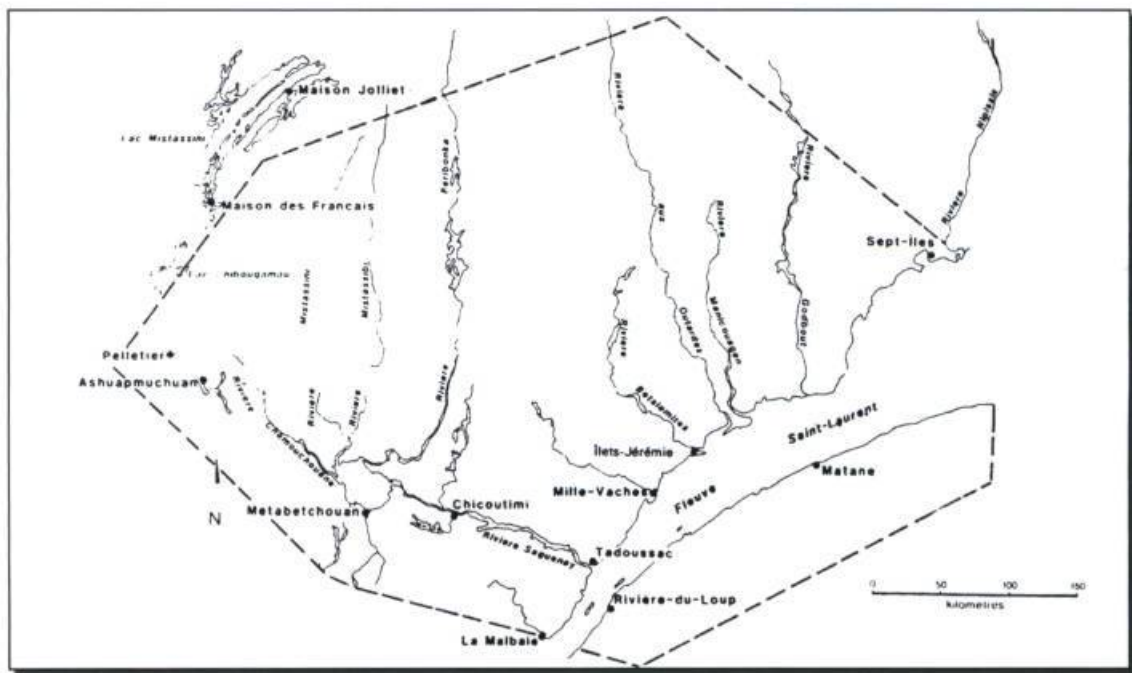 Maison Jolliet
Lac Mistassini
Maison des Francais
Peribonka
Rivière
Rivière
Rivière
Rivière
Sept-Îles
Mistassini
Mistassibi
aux
Outardes
Manicouagan
Godbout
Pelletier
Ashuapmuchuan
Rivière
Rivière
Rivière
Rivière
Rivière
Betsiamites
Chamouchouane
Saint-Laurent
Îlets-Jérémie
Matane
Mille-Vaches
Fleuve
N
Metabetchouan
Chicoutimi
Rivière Saguenay
Tadoussac
0 50 100 150
kilometres
Rivière-du-Loup
La Malbaie